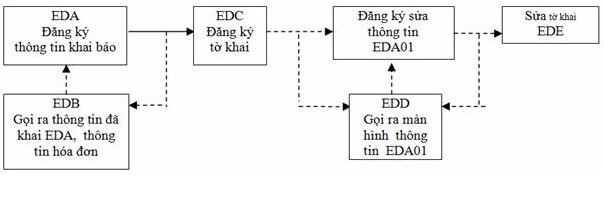 EDA
Đăng ký
thông tin khai báo
EDC
Đăng ký
tờ khai
Đăng ký sửa
thông tin
EDA01
Sửa tờ khai
EDE
EDB
Gọi ra thông tin đã
khai EDA, thông
tin hóa đơn
EDD
Gọi ra màn
hình thông
tin EDA01